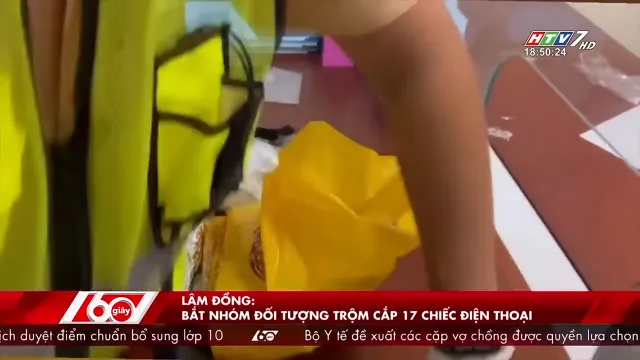 HTV7 HD
18:50:24
60 giây
LÂM ĐỒNG:
BẮT NHÓM ĐỐI TƯỢNG TRỘM CẮP 17 CHIẾC ĐIỆN THOẠI
ịch duyệt điểm chuẩn bổ sung lớp 10 60 Bộ Y tế đề xuất các cặp vợ chồng được quyền lựa chọn